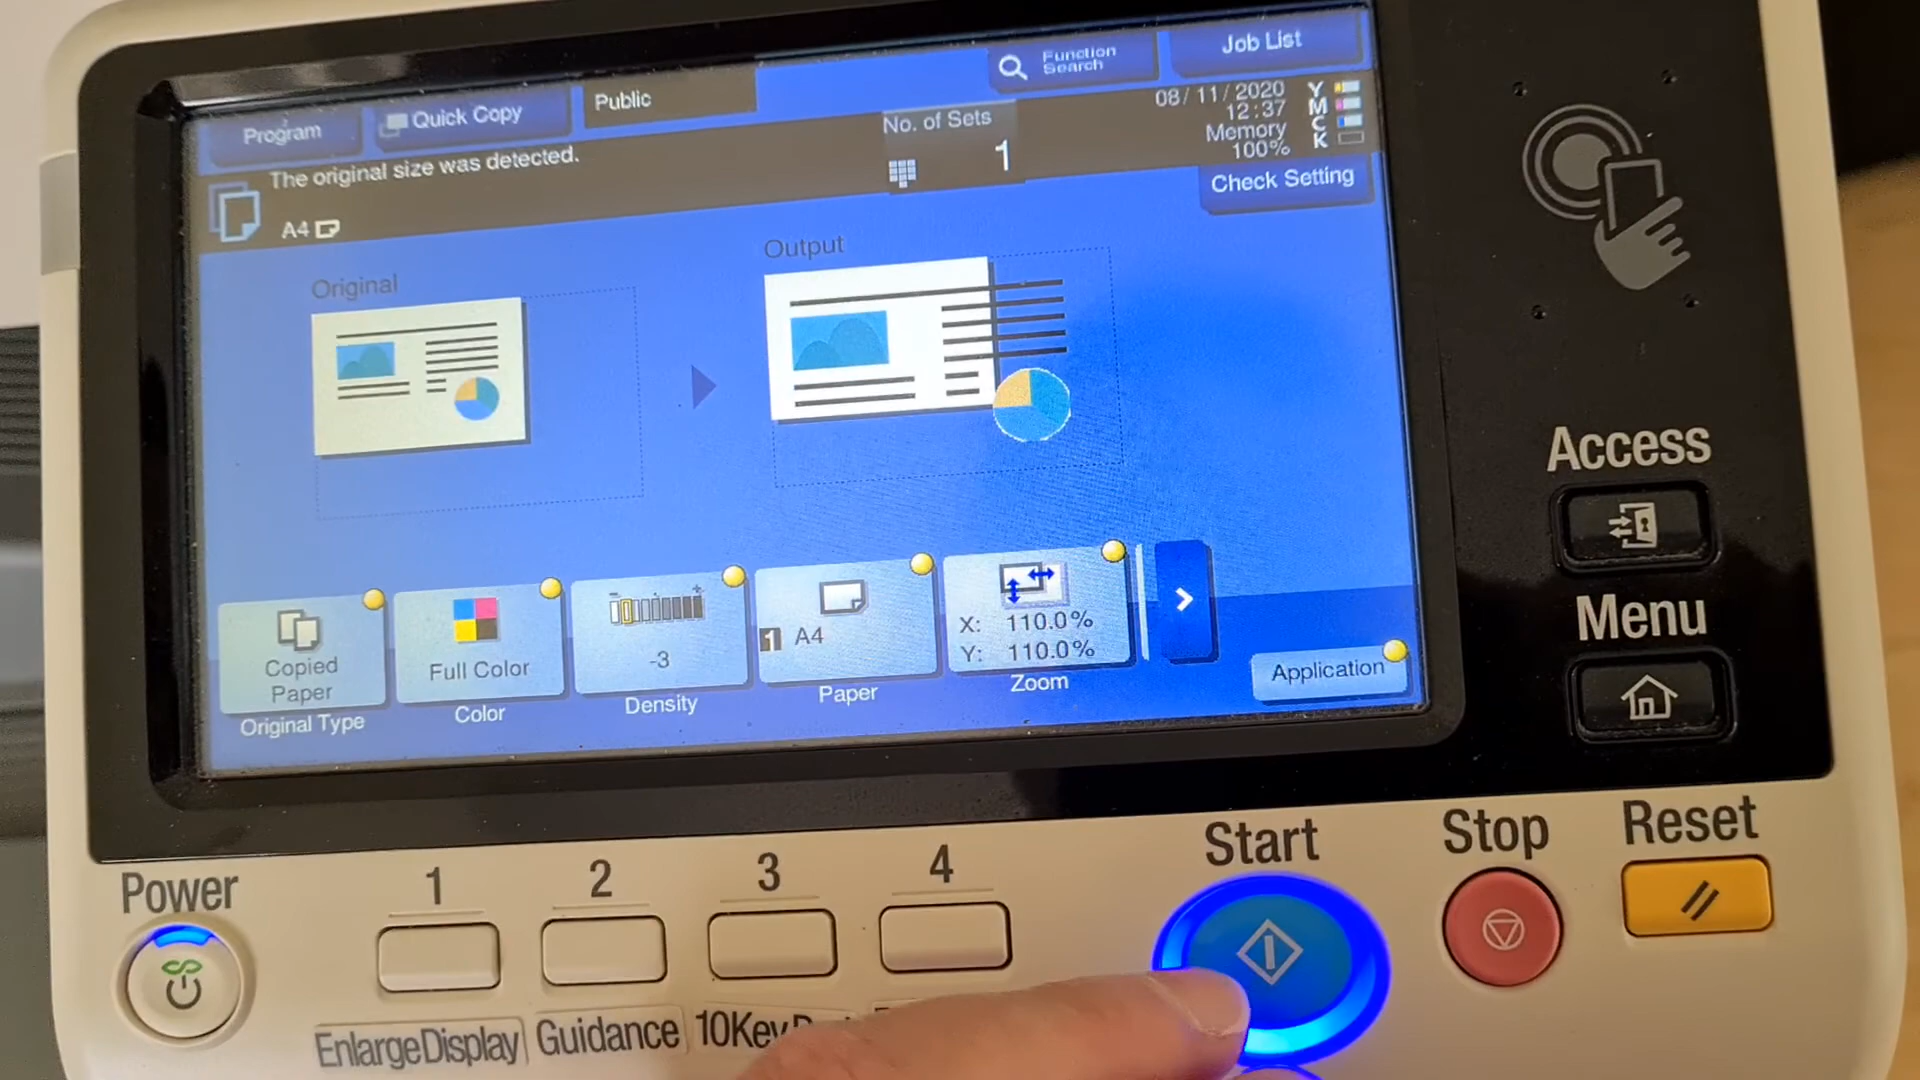 Function
Search
Job List
Program
Quick Copy
Public
No. of Sets
1
08/11/2020
12:37
Memory
100%
Y
M
C
K
The original size was detected.
A4
Check Setting
Original
Output
Copied
Paper
Original Type
Full Color
Color
- +
-3
Density
1 A4
Paper
X: 110.0%
Y: 110.0%
Zoom
Application
Access
Menu
Power
1
2
3
4
Start
Stop
Reset
EnlargeDisplay
Guidance
10Key